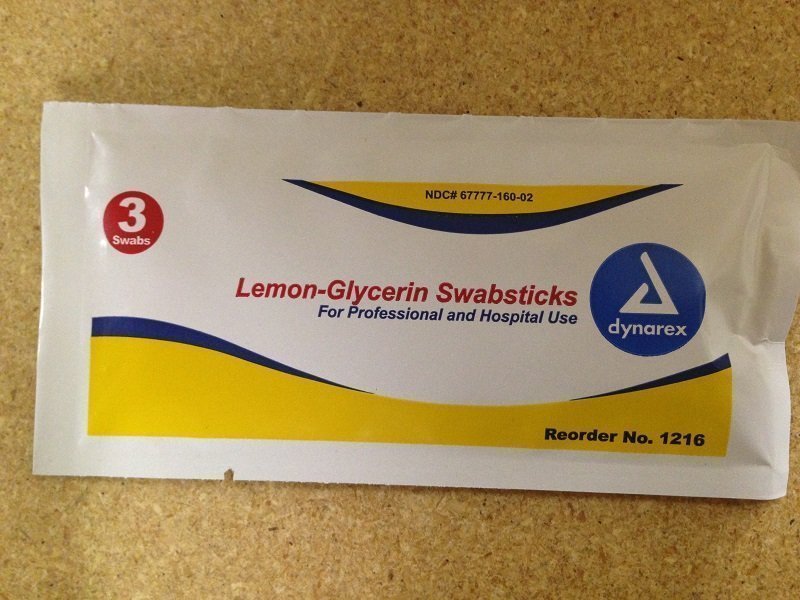 NDC# 67777-160-02
3
Swabs
Lemon-Glycerin Swabsticks
For Professional and Hospital Use
dynarex
Reorder No. 1216